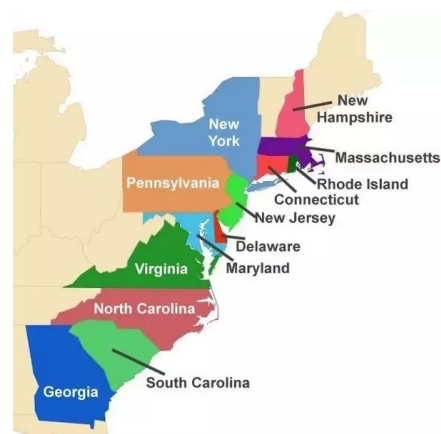 New
Hampshire
New
York
Massachusetts
Rhode Island
Pennsylvania
Connecticut
New Jersey
Delaware
Virginia
Maryland
North Carolina
South Carolina
Georgia